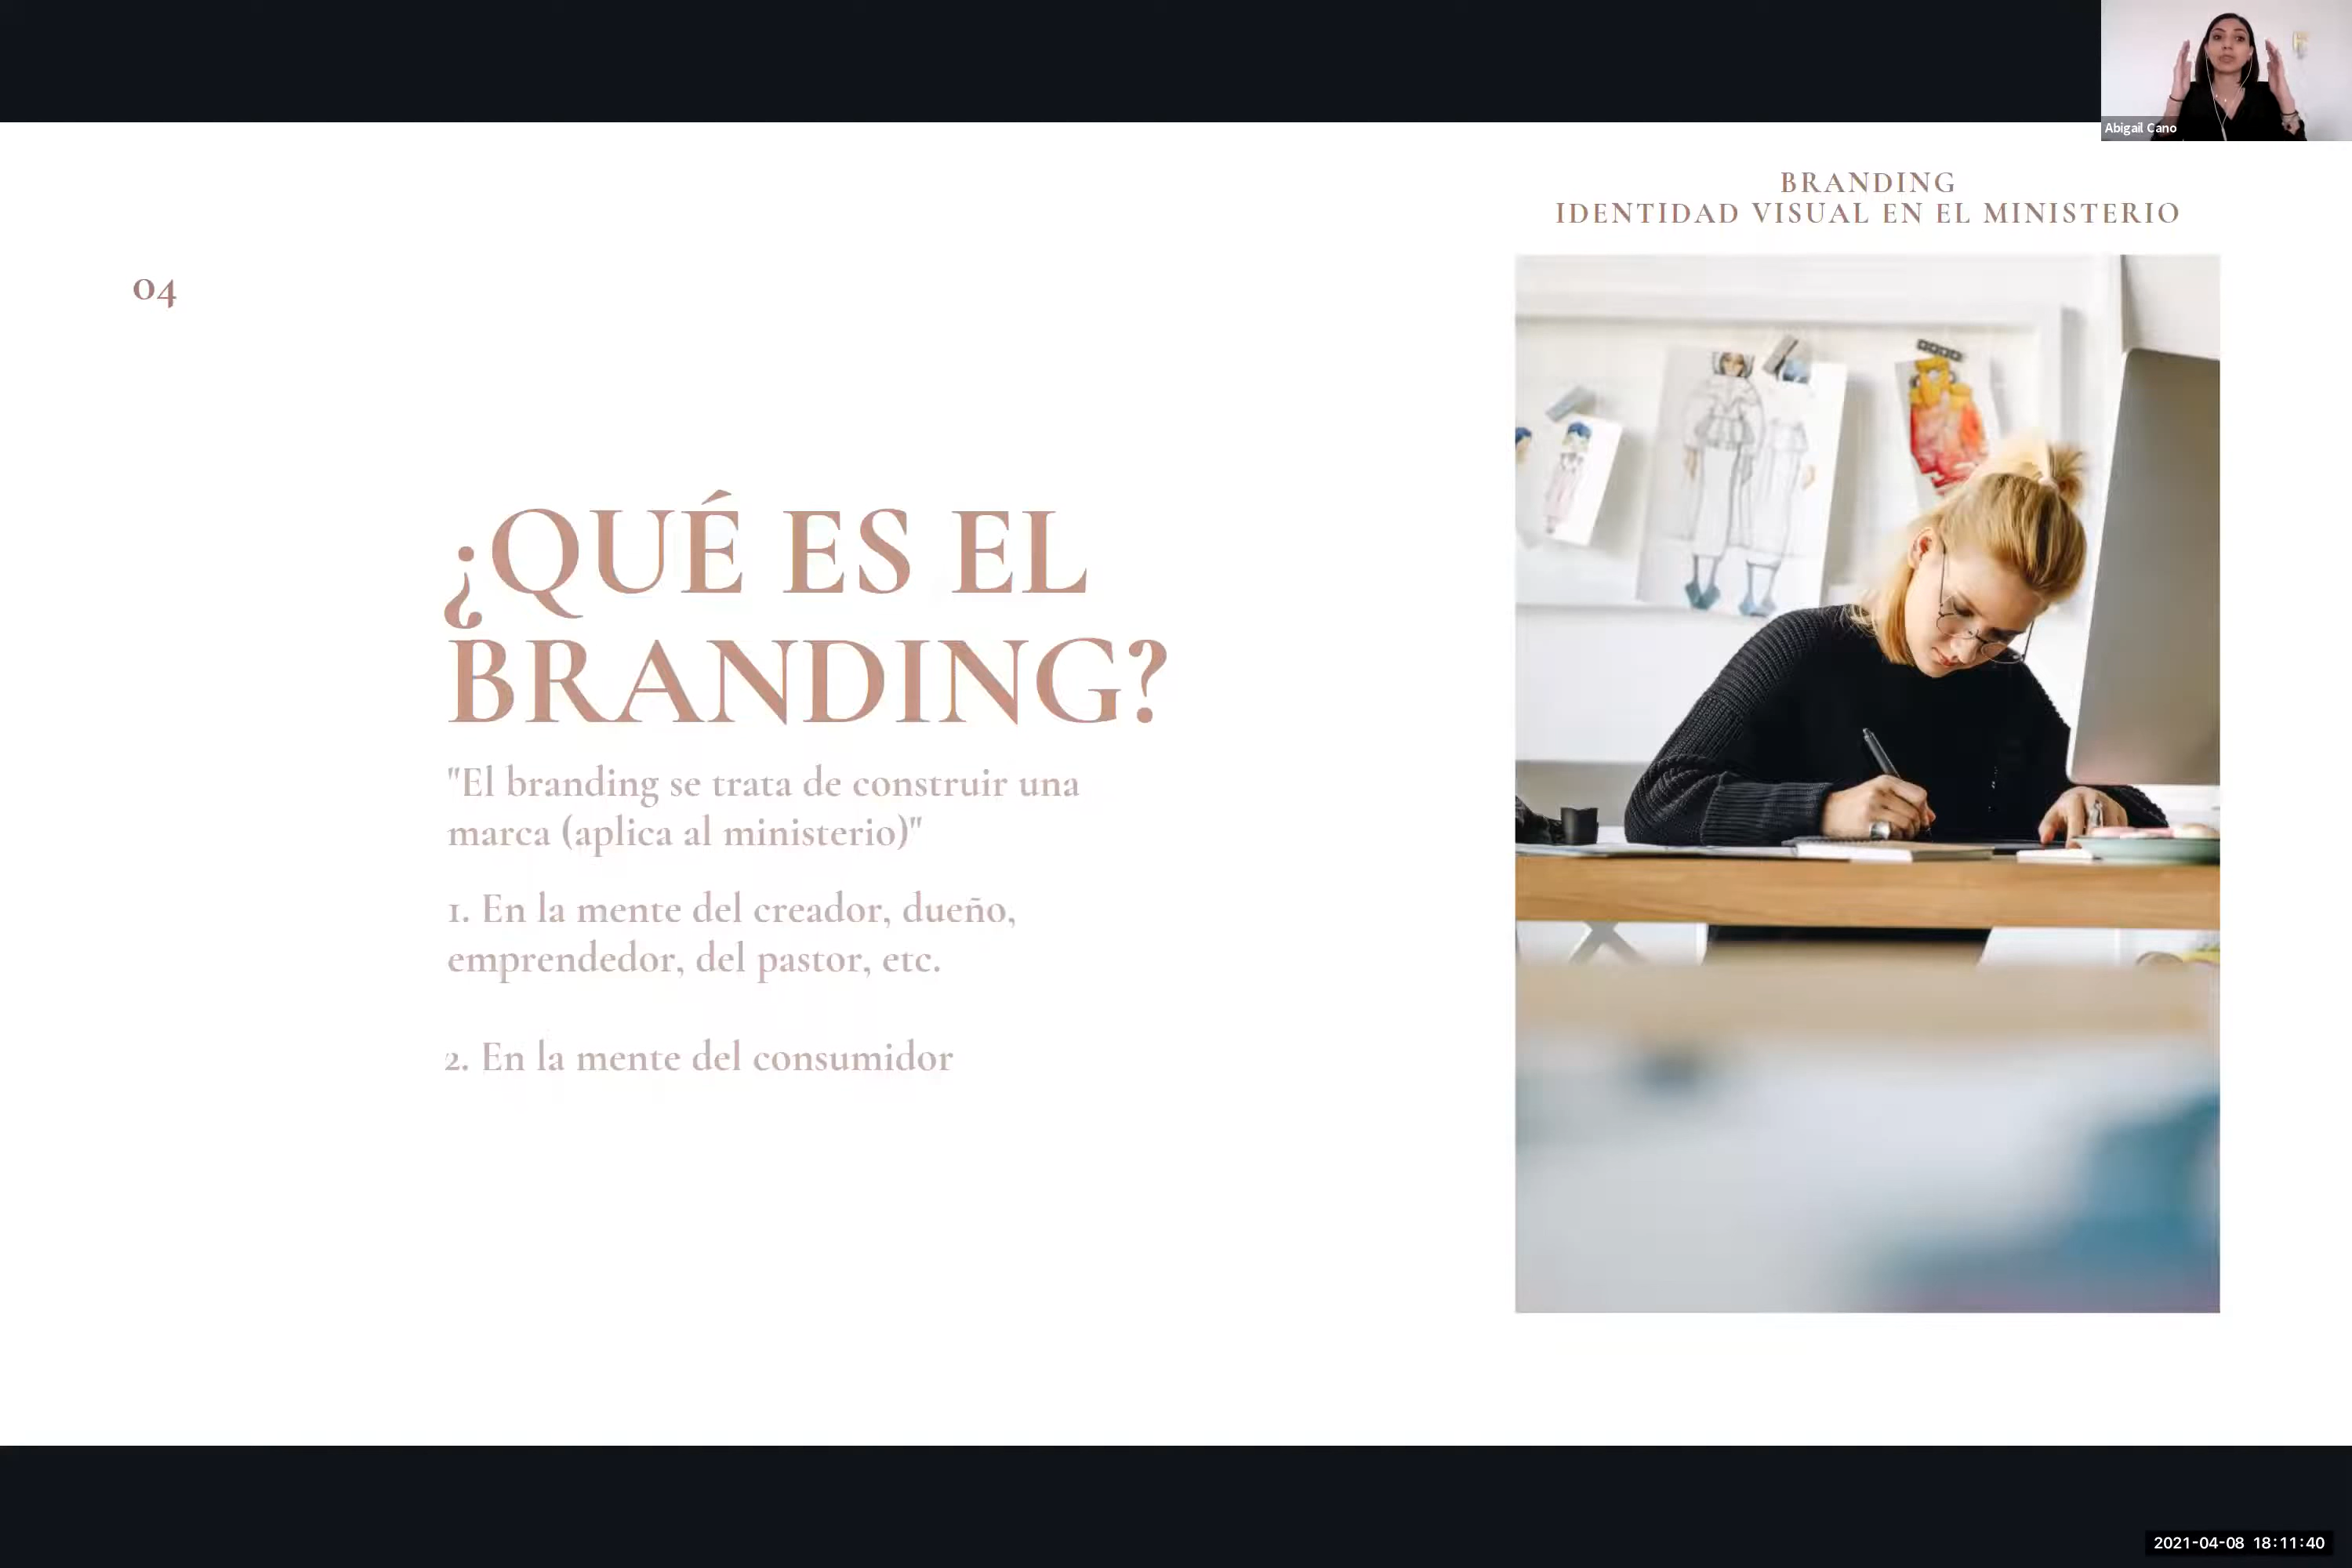 Abigail Cano
BRANDING
IDENTIDAD VISUAL EN EL MINISTERIO
04
¿QUÉ ES EL
BRANDING?
"El branding se trata de construir una
marca (aplica al ministerio)"
1. En la mente del creador, dueño,
emprendedor, del pastor, etc.
2. En la mente del consumidor
2021-04-08 18:11:40